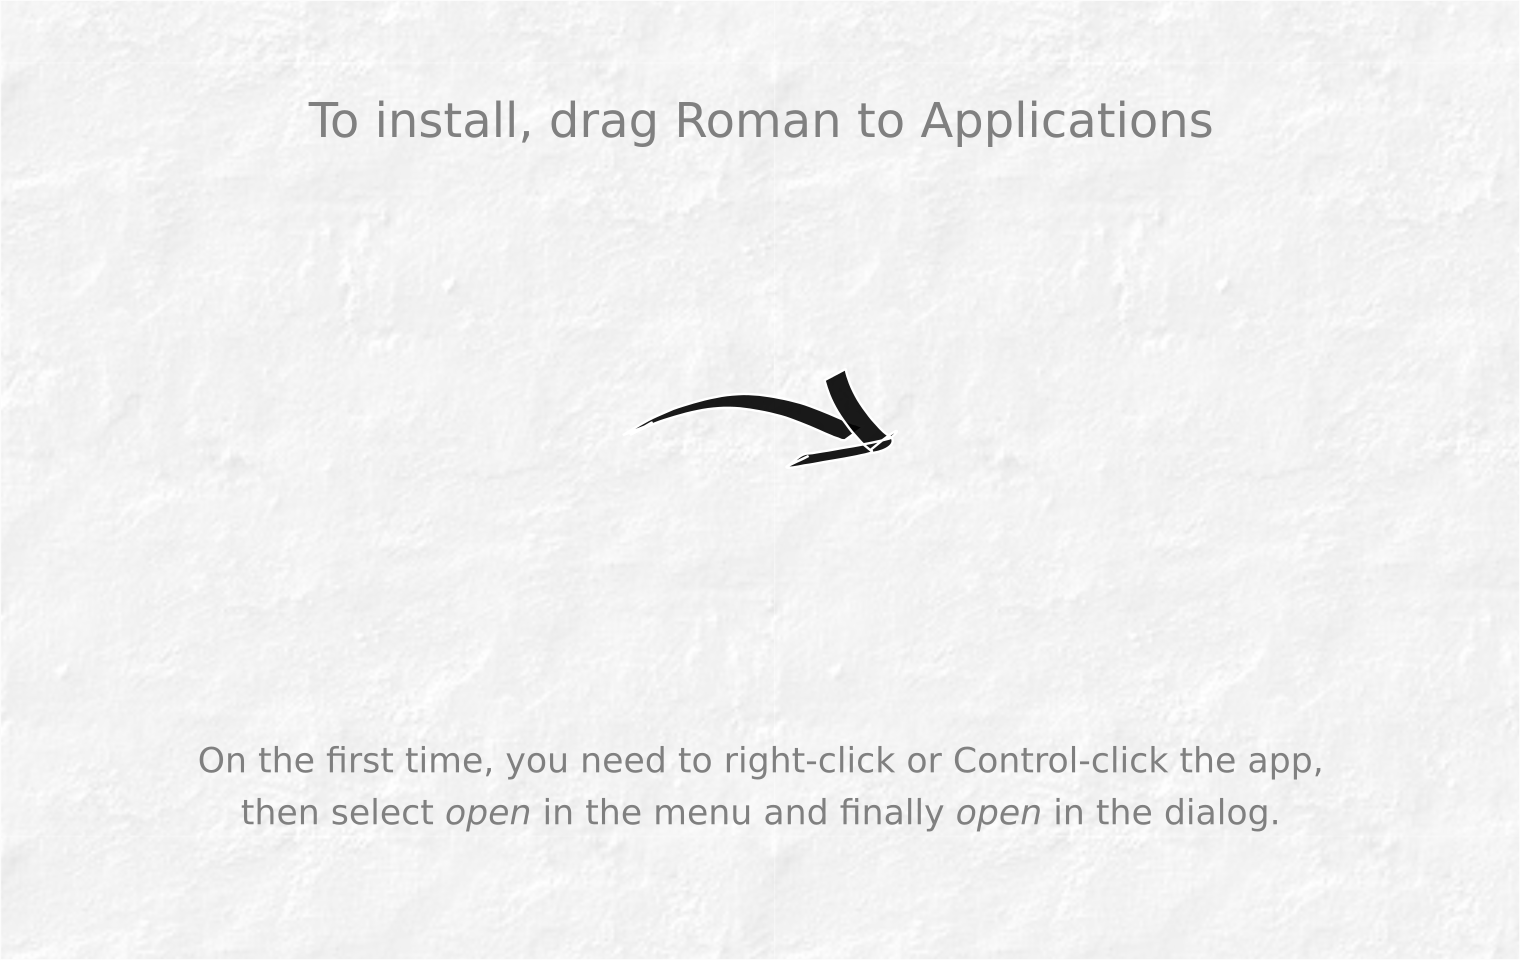 To install, drag Roman to Applications
On the first time, you need to right-click or Control-click the app,
then select open in the menu and finally open in the dialog.